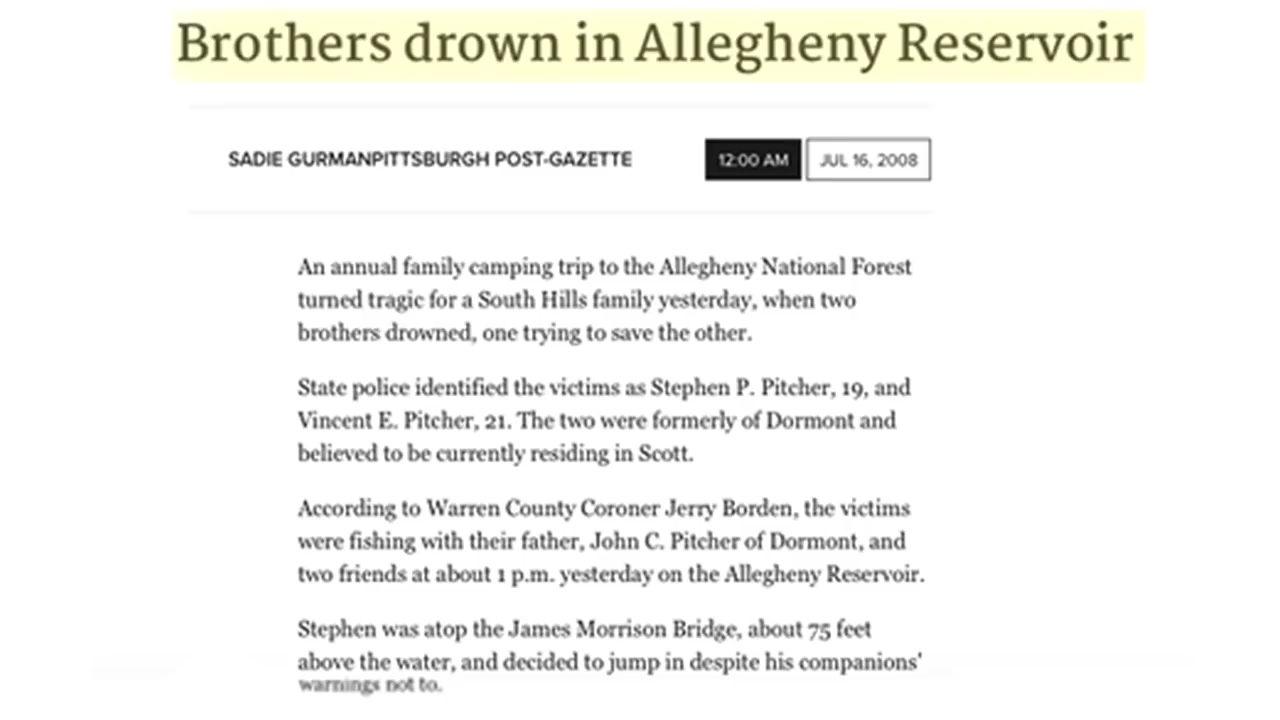 Brothers drown in Allegheny Reservoir
SADIE GURMANPITTSBURGH POST-GAZETTE
12:00 AM
JUL 16, 2008
An annual family camping trip to the Allegheny National Forest
turned tragic for a South Hills family yesterday, when two
brothers drowned, one trying to save the other.
State police identified the victims as Stephen P. Pitcher, 19, and
Vincent E. Pitcher, 21. The two were formerly of Dormont and
believed to be currently residing in Scott.
According to Warren County Coroner Jerry Borden, the victims
were fishing with their father, John C. Pitcher of Dormont, and
two friends at about 1 p.m. yesterday on the Allegheny Reservoir.
Stephen was atop the James Morrison Bridge, about 75 feet
above the water, and decided to jump in despite his companions'
warnings not to.